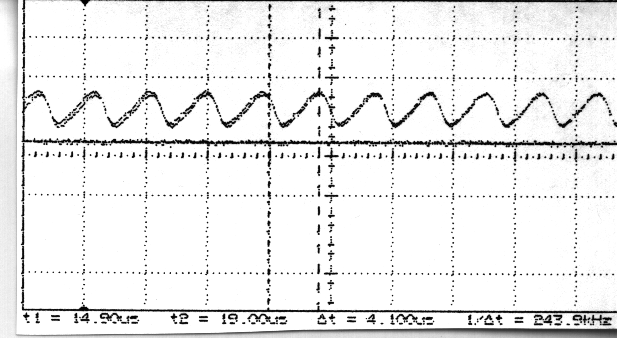 t1 = 14.90us t2 = 19.00us Δt = 4.100us 1/Δt = 243.9kHz